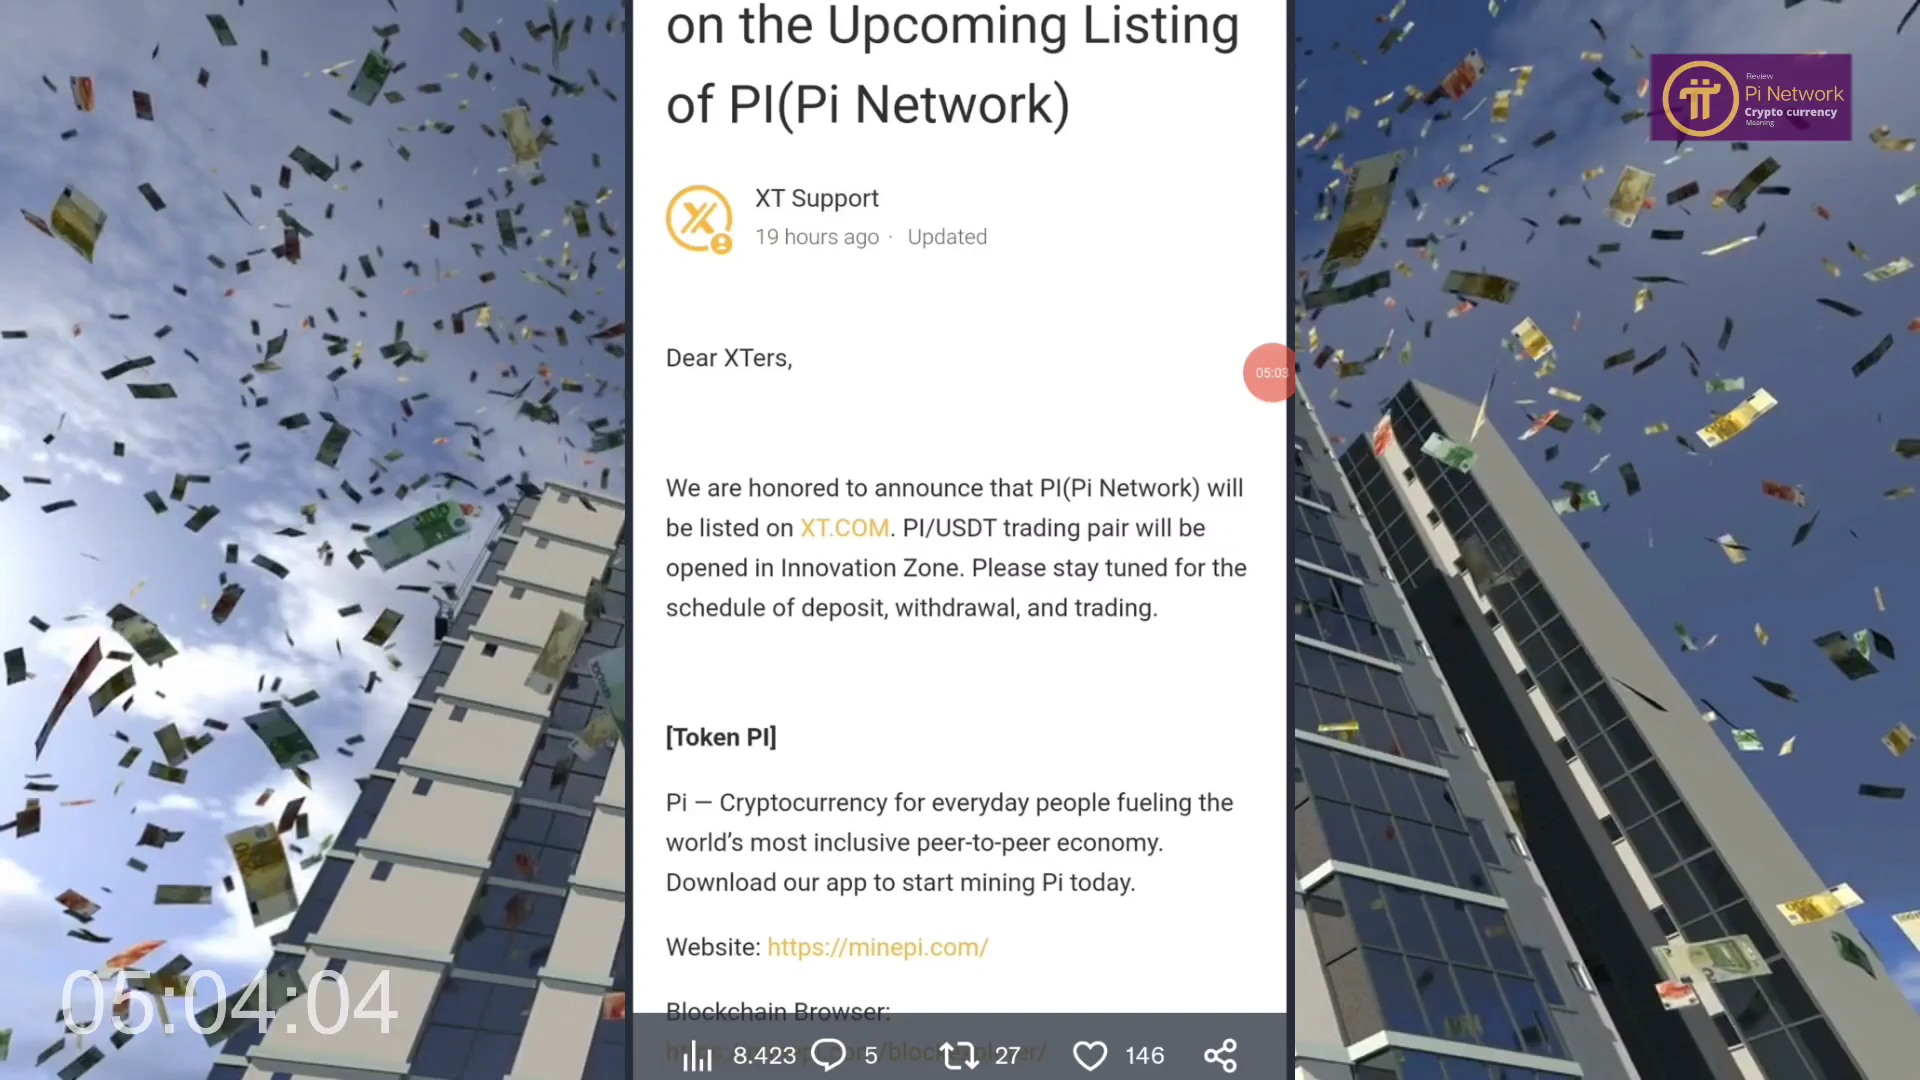 on the Upcoming Listing
of PI(Pi Network)
Review
Pi Network
Crypto currency
Meaning
XT Support
19 hours ago · Updated
Dear XTers,
05:03
We are honored to announce that PI(Pi Network) will
be listed on XT.COM. PI/USDT trading pair will be
opened in Innovation Zone. Please stay tuned for the
schedule of deposit, withdrawal, and trading.
[Token PI]
Pi — Cryptocurrency for everyday people fueling the
world’s most inclusive peer-to-peer economy.
Download our app to start mining Pi today.
Website: https://minepi.com/
05:04:04
Blockchain Browser:
8.423 5 27 146